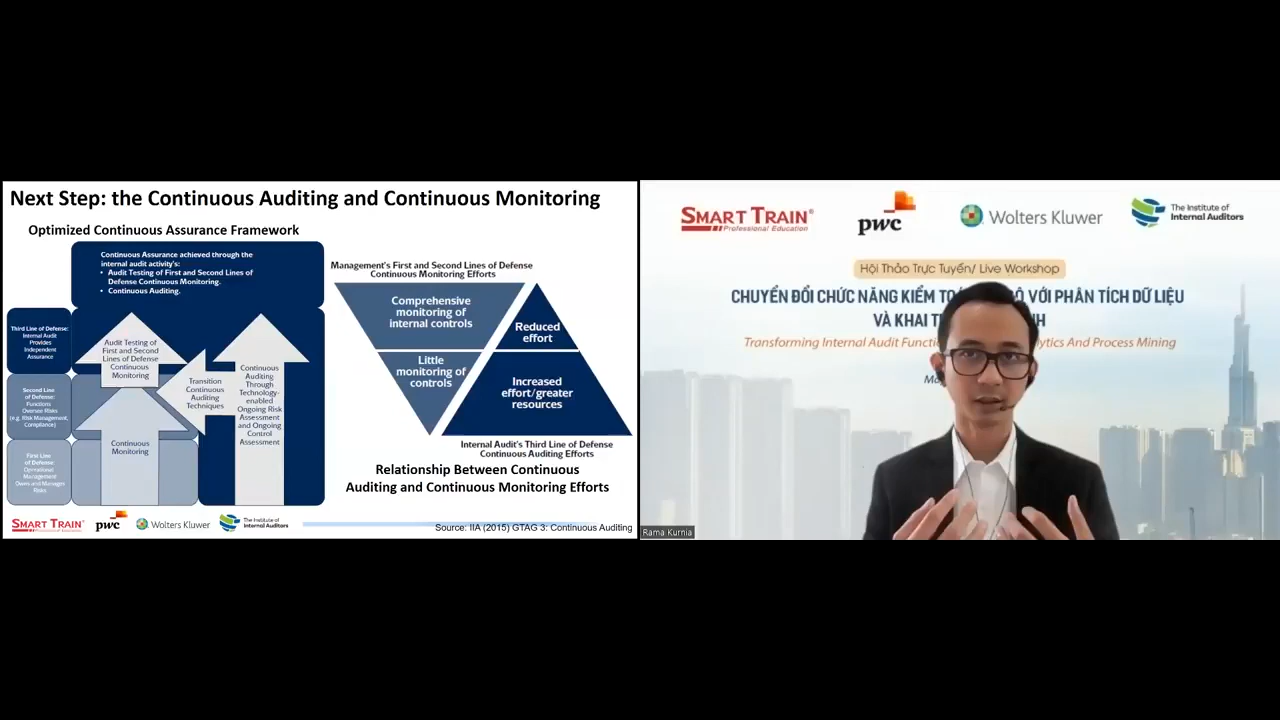 Next Step: the Continuous Auditing and Continuous Monitoring
Optimized Continuous Assurance Framework
Continuous Assurance achieved through the
internal audit activity's:
• Audit Testing of First and Second Lines of
Defense Continuous Monitoring.
• Continuous Auditing.
Third Line of Defense:
Internal Audit
Provides
Independent
Assurance
Second Line
of Defense:
Functions
Oversee Risks
(e.g. Risk Management,
Compliance)
First Line
of Defense:
Operational
Management
Owns and Manages
Risks
Audit Testing of
First and Second
Lines of Defense
Continuous
Monitoring
Continuous
Monitoring
Transition
Continuous
Auditing
Techniques
Continuous
Auditing
Through
Technology-
enabled
Ongoing Risk
Assessment
and Ongoing
Control
Assessment
Management's First and Second Lines of Defense
Continuous Monitoring Efforts
Comprehensive
monitoring of
internal controls
Little
monitoring of
controls
Reduced
effort
Increased
effort/greater
resources
Internal Audit's Third Line of Defense
Continuous Auditing Efforts
Relationship Between Continuous
Auditing and Continuous Monitoring Efforts
SMART TRAIN®
Professional Education
pwc
Wolters Kluwer
The Institute of
Internal Auditors
Source: IIA (2015) GTAG 3: Continuous Auditing
SMART TRAIN®
Professional Education
pwc
Wolters Kluwer
The Institute of
Internal Auditors
Hội Thảo Trực Tuyến/ Live Workshop
CHUYỂN ĐỔI CHỨC NĂNG KIỂM VỚI PHÂN TÍCH DỮ LIỆU
VÀ KHAI
Transforming Internal Audit And Process Mining
Rama Kurnia